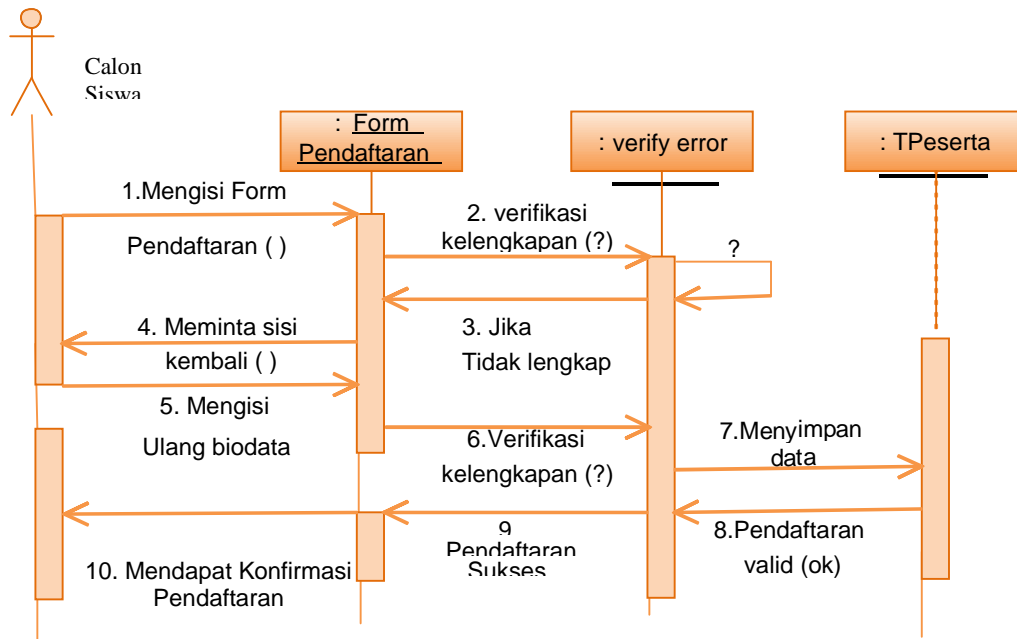 Calon
Siswa
: Form
Pendaftaran
: verify error
: TPeserta
1.Mengisi Form
Pendaftaran ( )
2. verifikasi
kelengkapan (?)
?
3. Jika
Tidak lengkap
4. Meminta sisi
kembali ( )
5. Mengisi
Ulang biodata
6.Verifikasi
kelengkapan (?)
7.Menyimpan
data
8.Pendaftaran
valid (ok)
9
Pendaftaran
Sukses
10. Mendapat Konfirmasi
Pendaftaran